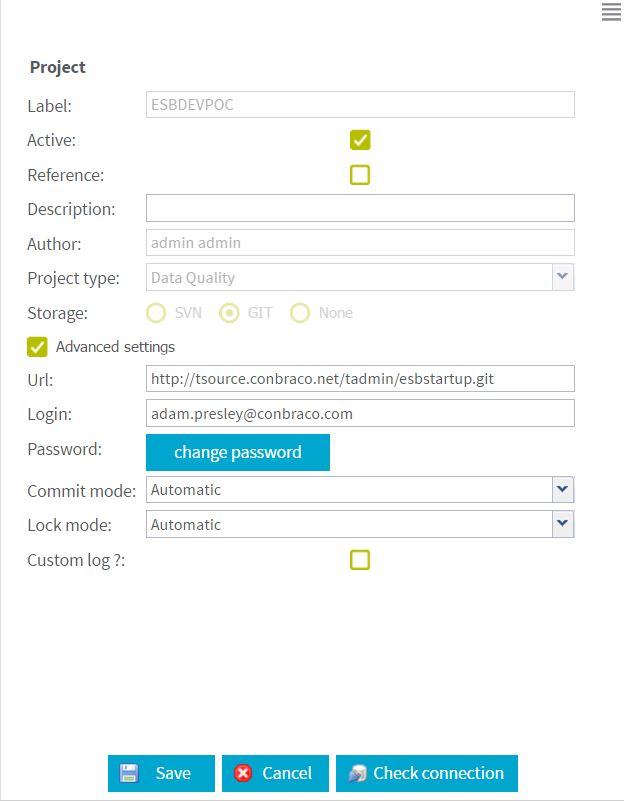 Project
Label: ESBDEVPOC
Active:
Reference:
Description:
Author: admin admin
Project type: Data Quality
Storage: SVN GIT None
Advanced settings
Url: http://tsource.conbraco.net/tadmin/esbstartup.git
Login: adam.presley@conbraco.com
Password: change password
Commit mode: Automatic
Lock mode: Automatic
Custom log ?:
Save Cancel Check connection